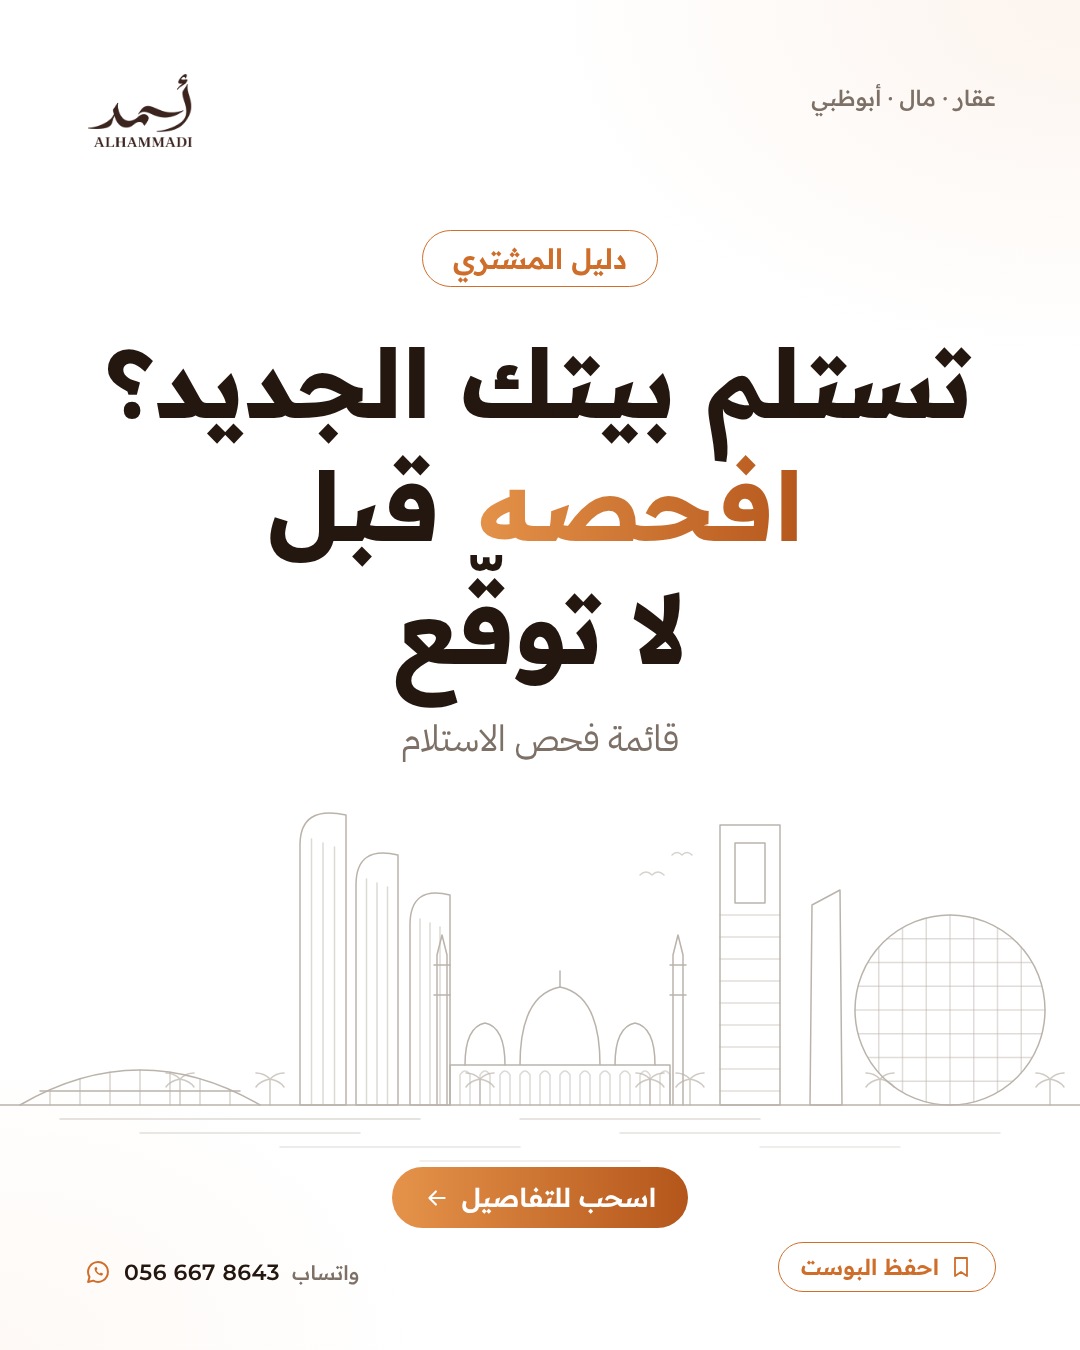 عقار · مال · أبوظبي
أحمد
ALHAMMADI
دليل المشتري
تستلم بيتك الجديد؟
افحصه قبل
لا توقّع
قائمة فحص الاستلام
اسحب للتفاصيل ←
احفظ البوست
واتساب 056 667 8643